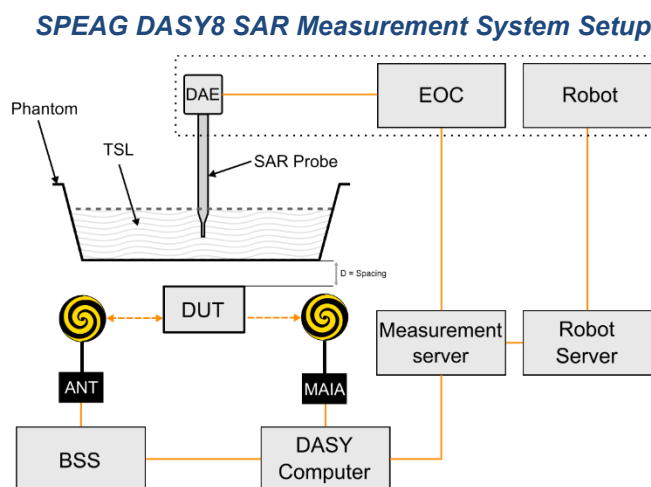 SPEAG DASY8 SAR Measurement System Setup
DAE
EOC
Robot
Phantom
TSL
SAR Probe
D = Spacing
DUT
Measurement
server
Robot
Server
ANT
MAIA
BSS
DASY
Computer